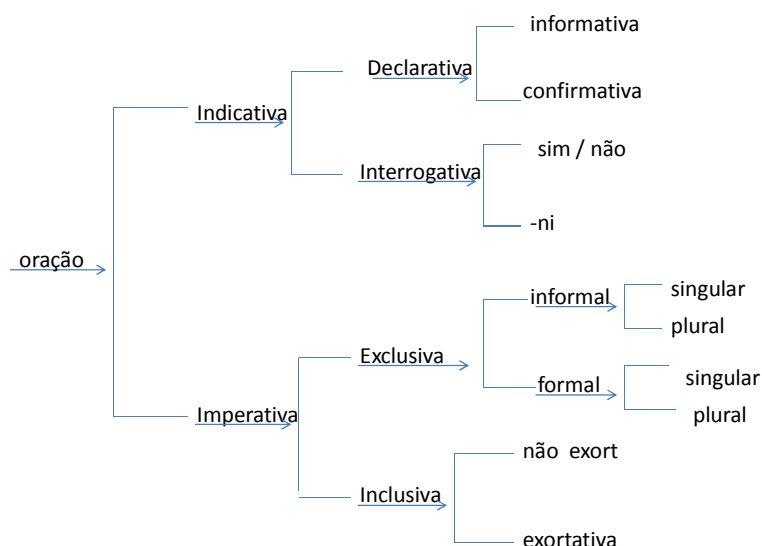 informativa
Declarativa
confirmativa
Indicativa
sim / não
Interrogativa
-ni
oração
informal
singular
plural
Exclusiva
formal
singular
plural
Imperativa
não exort
Inclusiva
exortativa